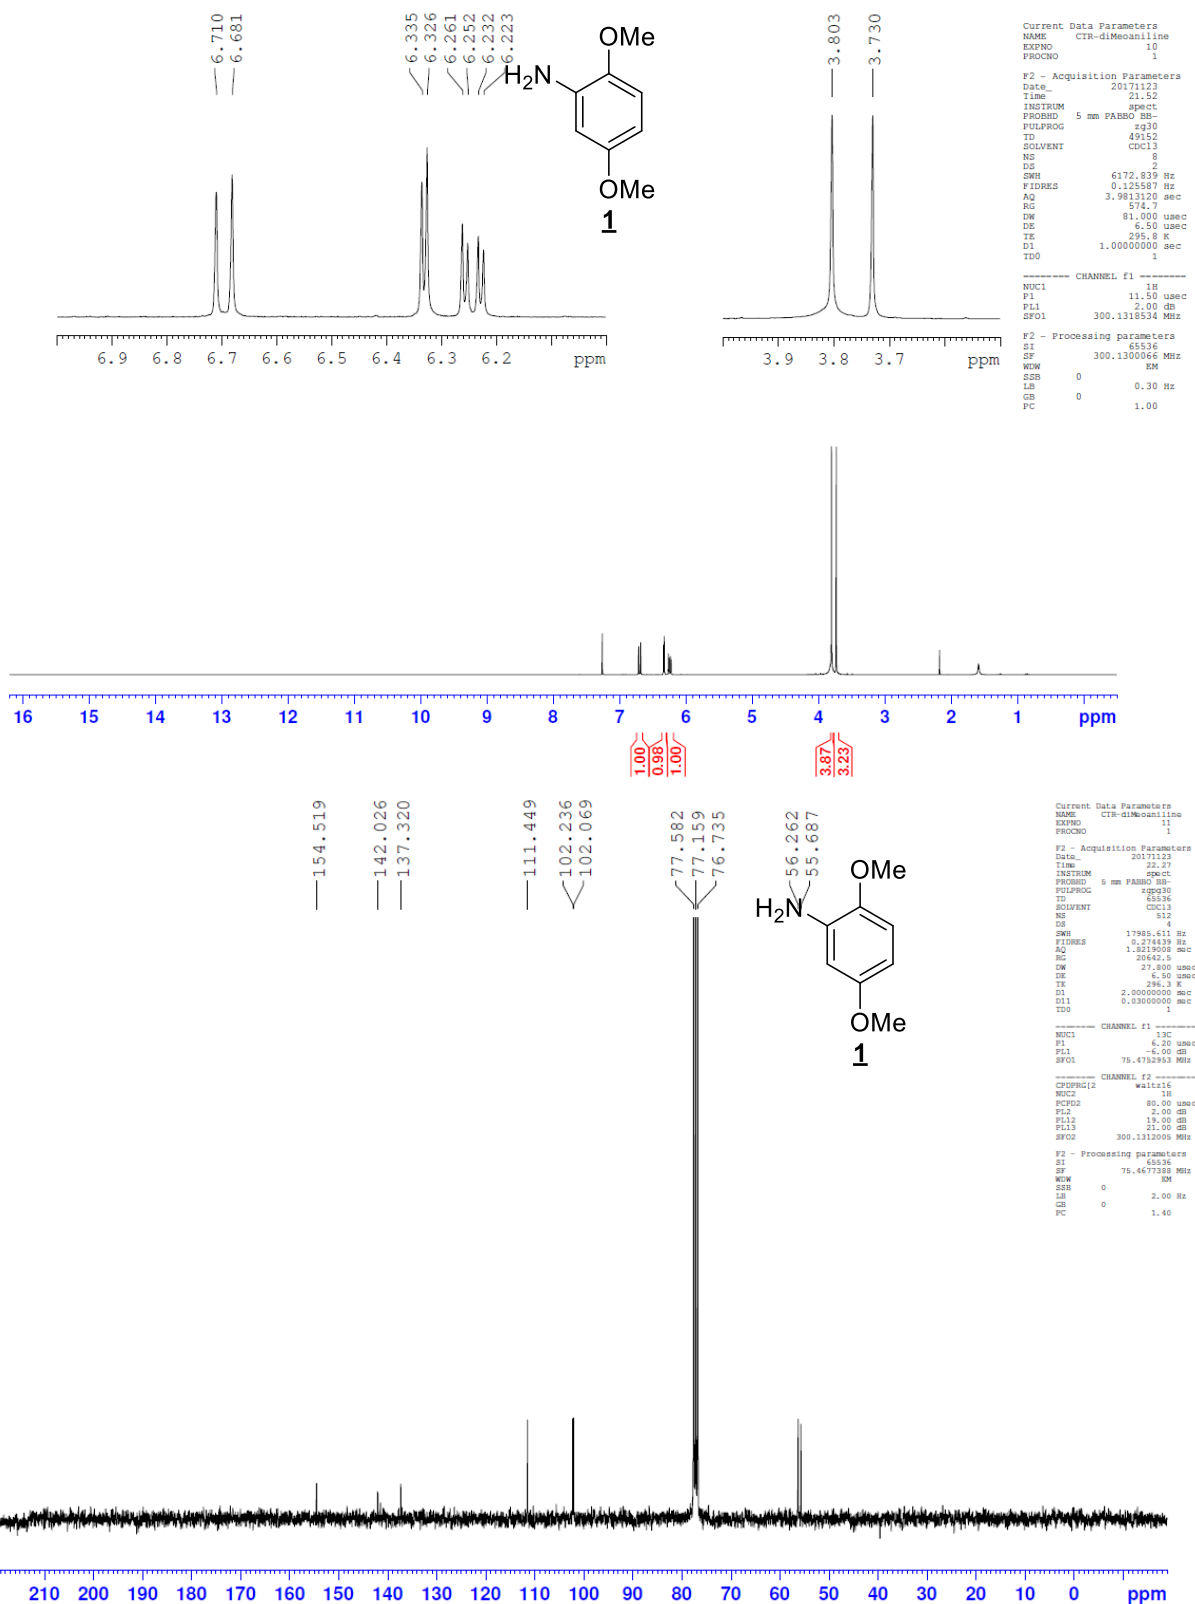 6.710
6.681
6.335
6.326
6.261
6.252
6.232
6.223
3.803
3.730
OMe
H2N
OMe
1
Current Data Parameters
NAME CTR-diMeoaniline
EXPNO 10
PROCNO 1
F2 - Acquisition Parameters
Date_ 20171123
Time 21.52
INSTRUM spect
PROBHD 5 mm PABBO BB-
PULPROG zg30
TD 49152
SOLVENT CDCl3
NS 8
DS 2
SWH 6172.839 Hz
FIDRES 0.125587 Hz
AQ 3.9813120 sec
RG 574.7
DW 81.000 usec
DE 6.50 usec
TE 295.8 K
D1 1.00000000 sec
TD0 1
======== CHANNEL f1 ========
NUC1 1H
P1 11.50 usec
PL1 2.00 dB
SFO1 300.1318534 MHz
F2 - Processing parameters
SI 65536
SF 300.1300066 MHz
WDW EM
SSB 0
LB 0.30 Hz
GB 0
PC 1.00
6.9 6.8 6.7 6.6 6.5 6.4 6.3 6.2 ppm
3.9 3.8 3.7 ppm
16 15 14 13 12 11 10 9 8 7 6 5 4 3 2 1 ppm
1.00
0.98
1.00
3.87
3.23
154.519
142.026
137.320
111.449
102.236
102.069
77.582
77.159
76.735
56.262
55.687
OMe
H2N
OMe
1
Current Data Parameters
NAME CTR-diMeoaniline
EXPNO 11
PROCNO 1
F2 - Acquisition Parameters
Date_ 20171123
Time 22.27
INSTRUM spect
PROBHD 5 mm PABBO BB-
PULPROG zgpg30
TD 65536
SOLVENT CDCl3
NS 512
DS 4
SWH 17985.611 Hz
FIDRES 0.274439 Hz
AQ 1.8219008 sec
RG 20642.5
DW 27.800 usec
DE 6.50 usec
TE 296.3 K
D1 2.00000000 sec
D11 0.03000000 sec
TD0 1
======== CHANNEL f1 ========
NUC1 13C
P1 6.20 usec
PL1 -6.00 dB
SFO1 75.4752953 MHz
======== CHANNEL f2 ========
CPDPRG[2 waltz16
NUC2 1H
PCPD2 80.00 usec
PL2 2.00 dB
PL12 19.00 dB
PL13 21.00 dB
SFO2 300.1312005 MHz
F2 - Processing parameters
SI 65536
SF 75.4677388 MHz
WDW EM
SSB 0
LB 2.00 Hz
GB 0
PC 1.40
210 200 190 180 170 160 150 140 130 120 110 100 90 80 70 60 50 40 30 20 10 0 ppm